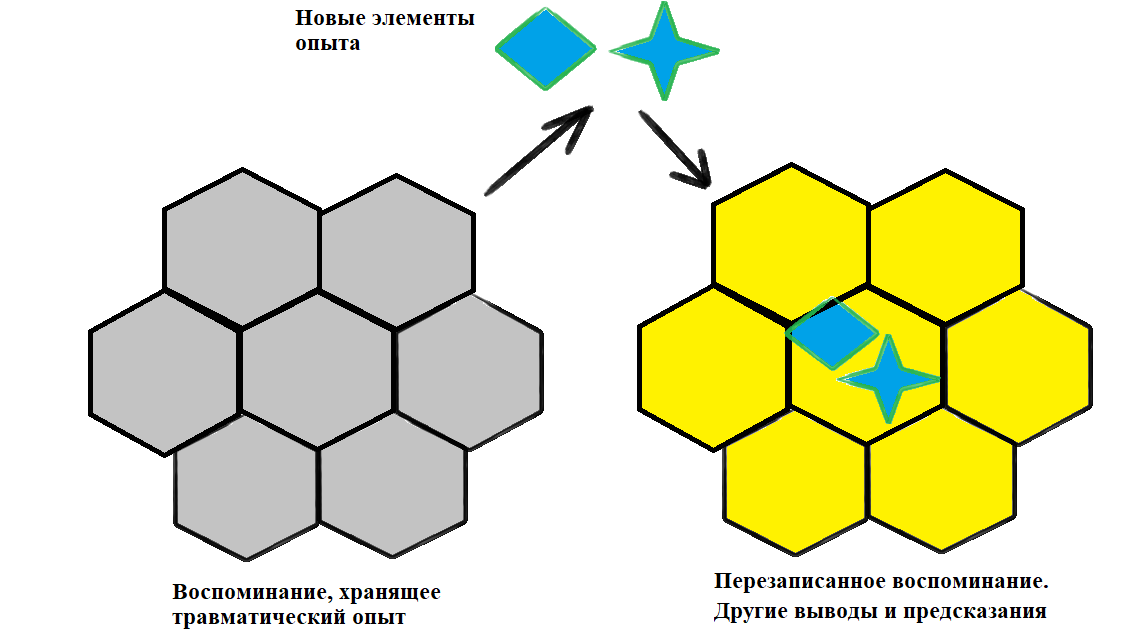 Новые элементы
опыта
Воспоминание, хранящее
травматический опыт
Перезаписанное воспоминание.
Другие выводы и предсказания